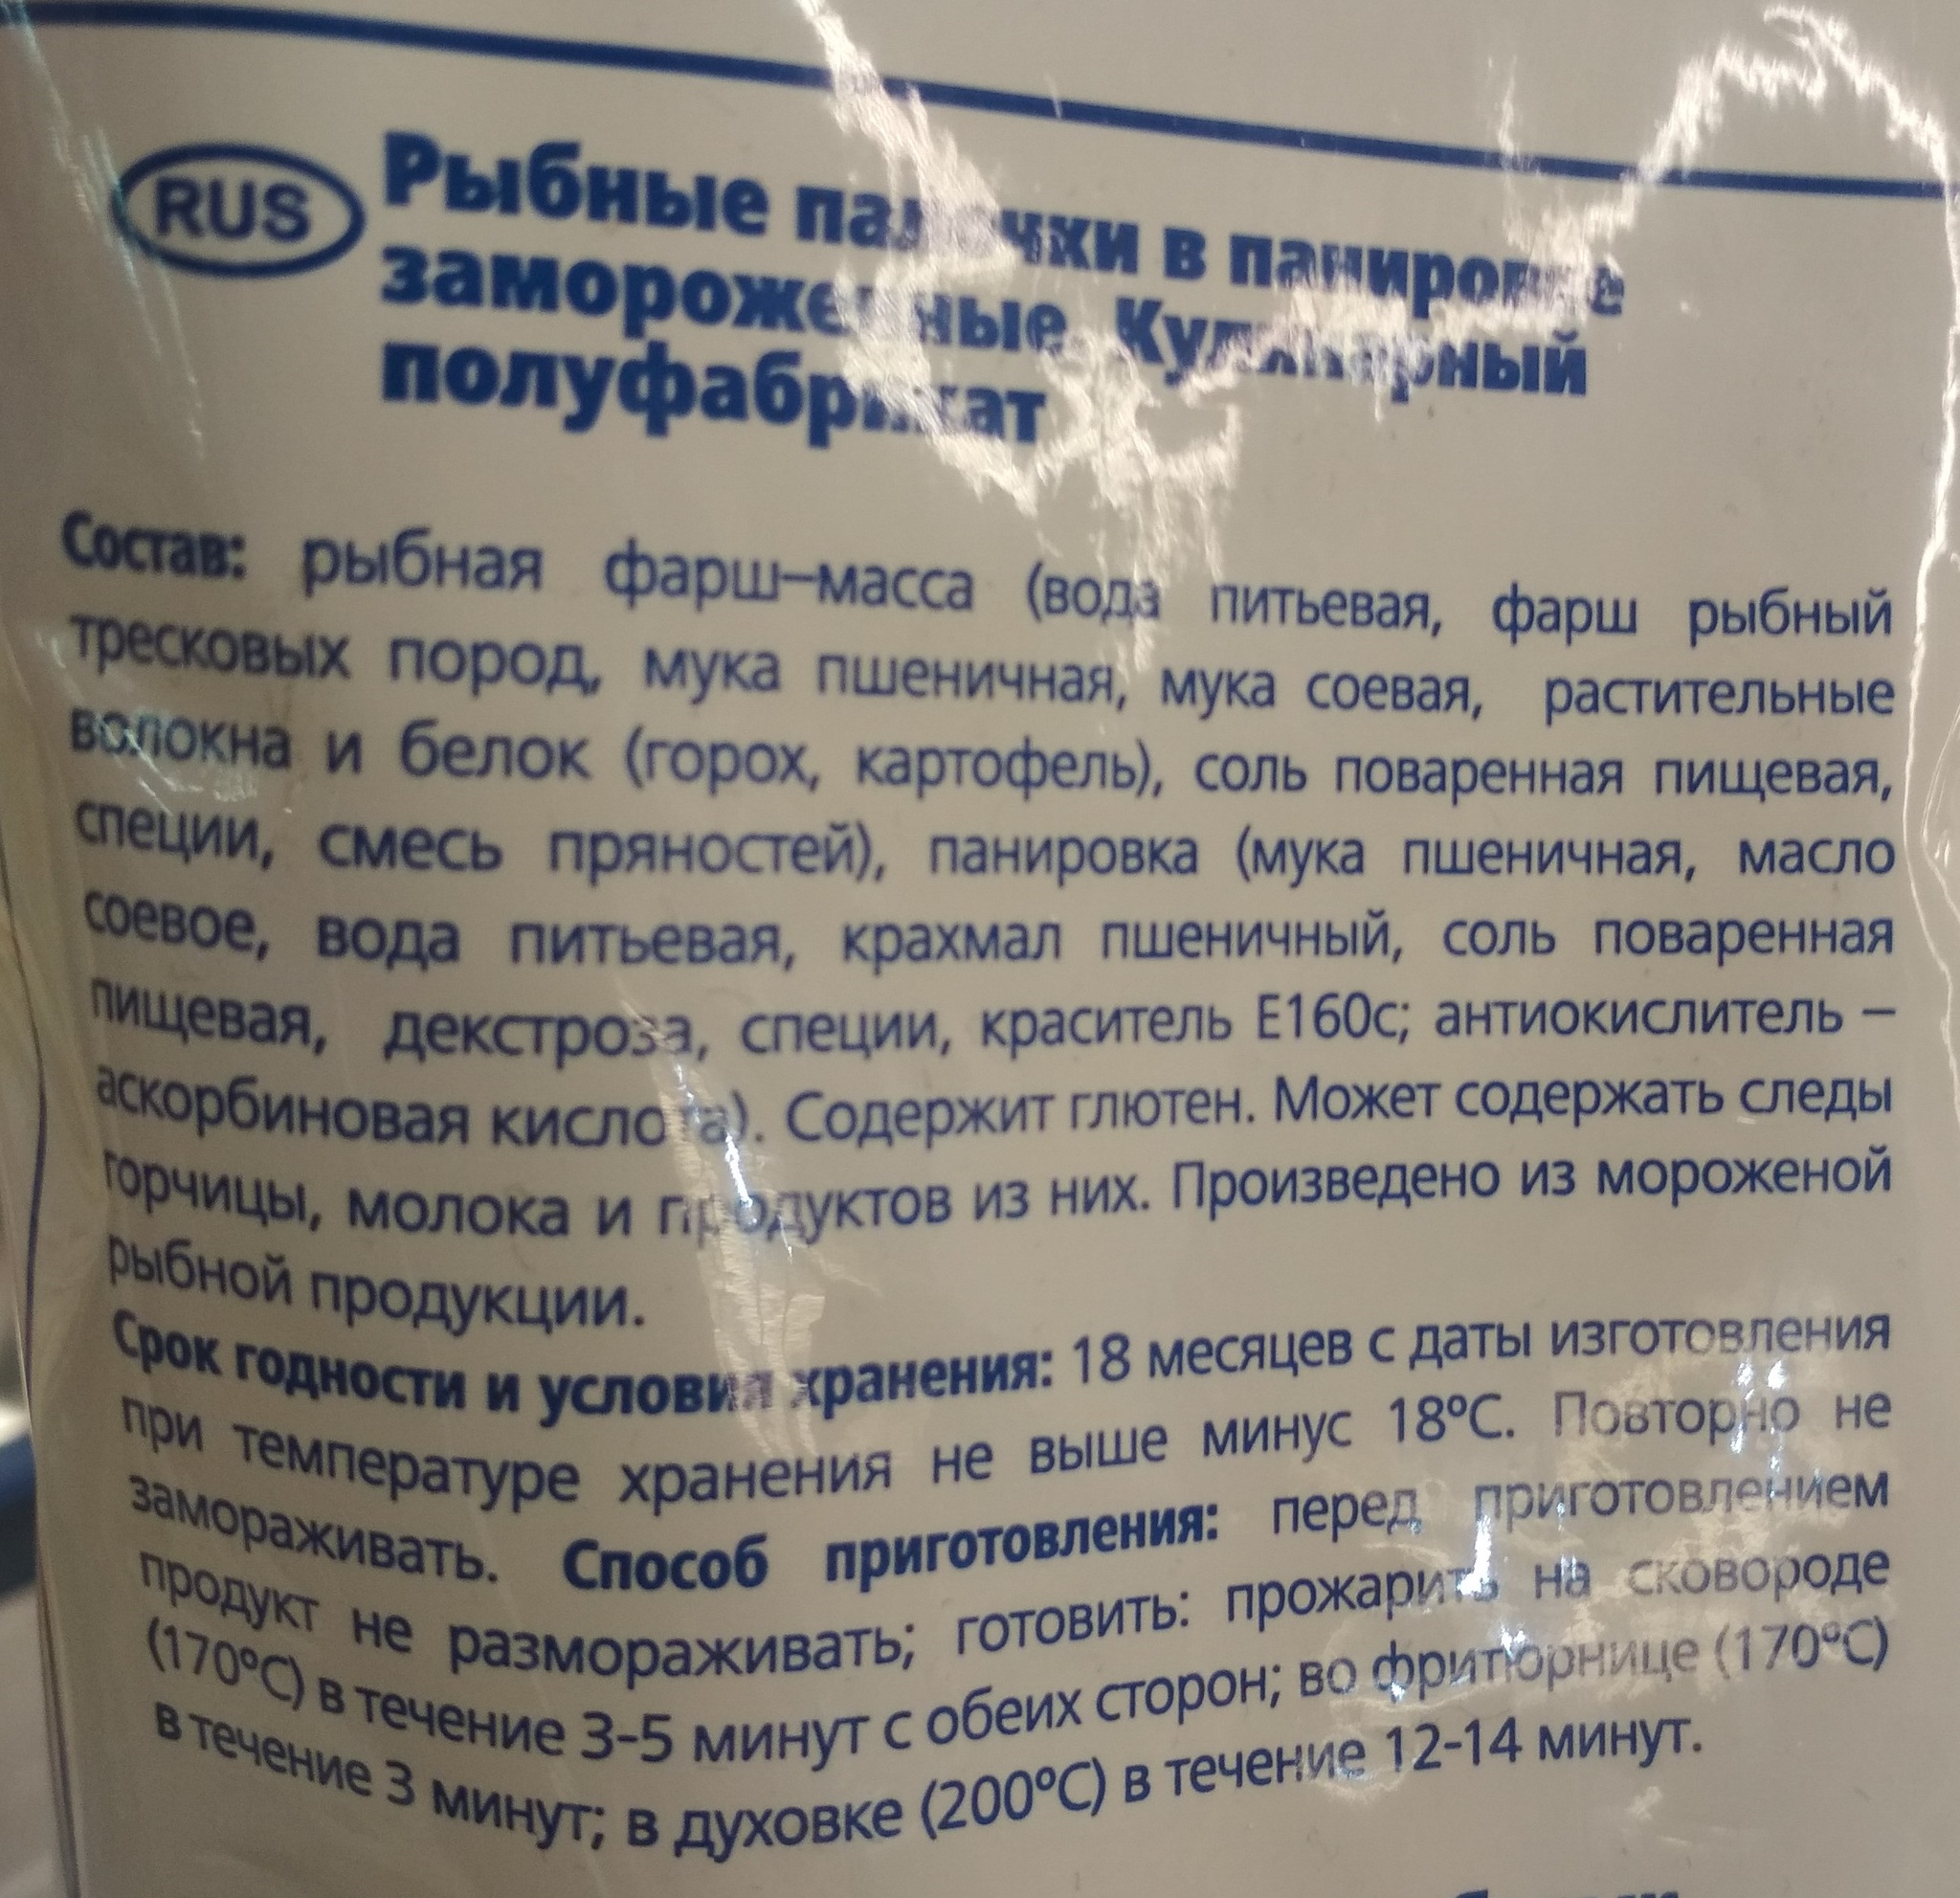 RUS
Рыбные палочки в панировке
замороженные. Кулинарный
полуфабрикат
Состав: рыбная фарш–масса (вода питьевая, фарш рыбный
тресковых пород, мука пшеничная, мука соевая, растительные
волокна и белок (горох, картофель), соль поваренная пищевая,
специи, смесь пряностей), панировка (мука пшеничная, масло
соевое, вода питьевая, крахмал пшеничный, соль поваренная
пищевая, декстроза, специи, краситель Е160с; антиокислитель –
аскорбиновая кислота). Содержит глютен. Может содержать следы
горчицы, молока и продуктов из них. Произведено из мороженой
рыбной продукции.
Срок годности и условия хранения: 18 месяцев с даты изготовления
при температуре хранения не выше минус 18°С. Повторно не
замораживать. Способ приготовления: перед приготовлением
продукт не размораживать; готовить: прожарить на сковороде
(170°С) в течение 3-5 минут с обеих сторон; во фритюрнице (170°С)
в течение 3 минут; в духовке (200°С) в течение 12-14 минут.